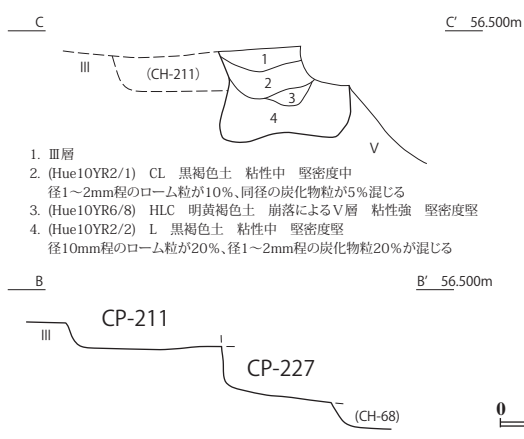 C C′ 56.500m
III (CH-211) 1
2
3
4
V
1. Ⅲ層
2. (Hue10YR2/1) CL 黒褐色土 粘性中 堅密度中
径1～2mm程のローム粒が10%、同径の炭化物粒が5%混じる
3. (Hue10YR6/8) HLC 明黄褐色土 崩落によるⅤ層 粘性強 堅密度堅
4. (Hue10YR2/2) L 黒褐色土 粘性中 堅密度堅
径10mm程のローム粒が20%、径1～2mm程の炭化物粒20%が混じる
B B′ 56.500m
CP-211
III
CP-227
(CH-68)
0